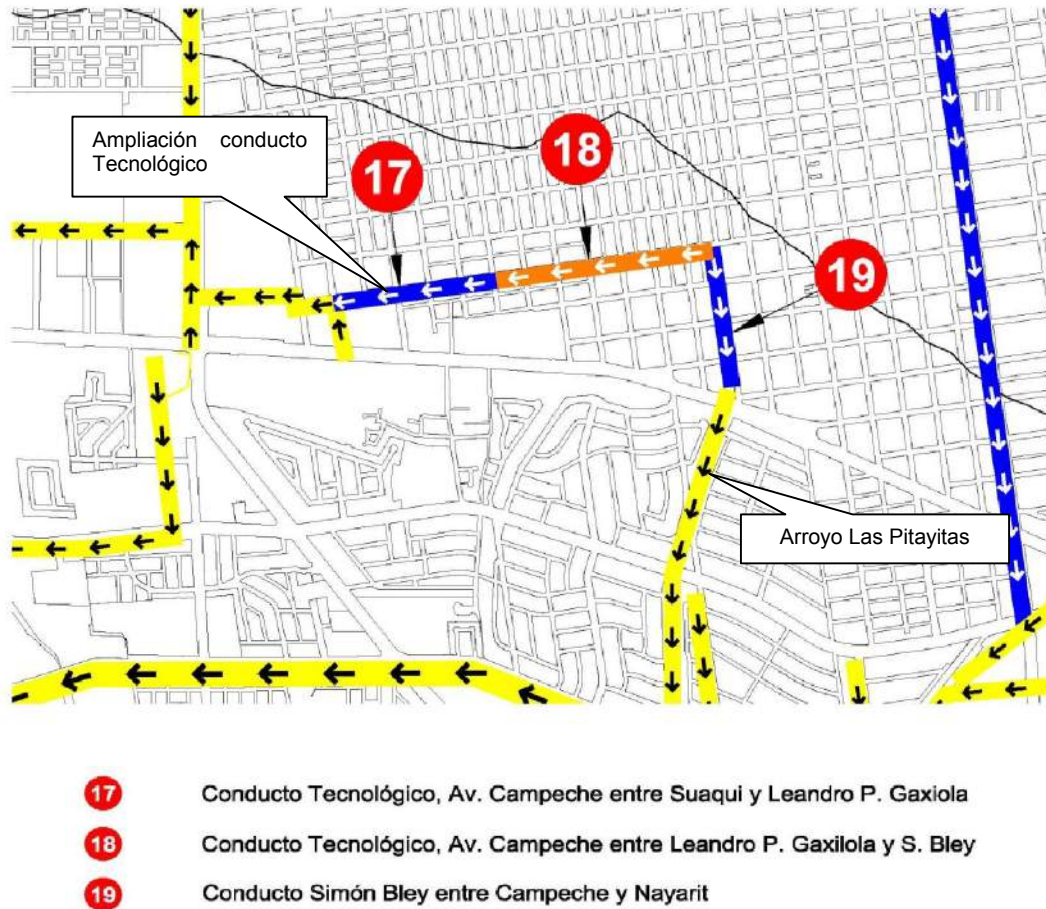 Ampliación conducto
Tecnológico
17
18
19
Arroyo Las Pitayitas
17 Conducto Tecnológico, Av. Campeche entre Suaqui y Leandro P. Gaxiola
18 Conducto Tecnológico, Av. Campeche entre Leandro P. Gaxilola y S. Bley
19 Conducto Simón Bley entre Campeche y Nayarit